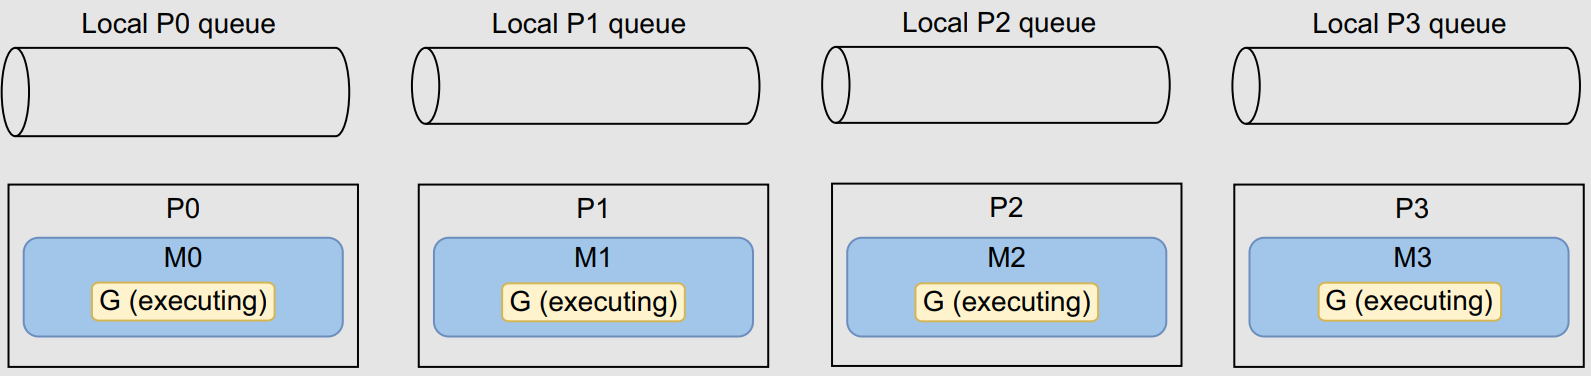 Local P0 queue
Local P1 queue
Local P2 queue
Local P3 queue
P0
P1
P2
P3
M0
M1
M2
M3
G (executing)
G (executing)
G (executing)
G (executing)